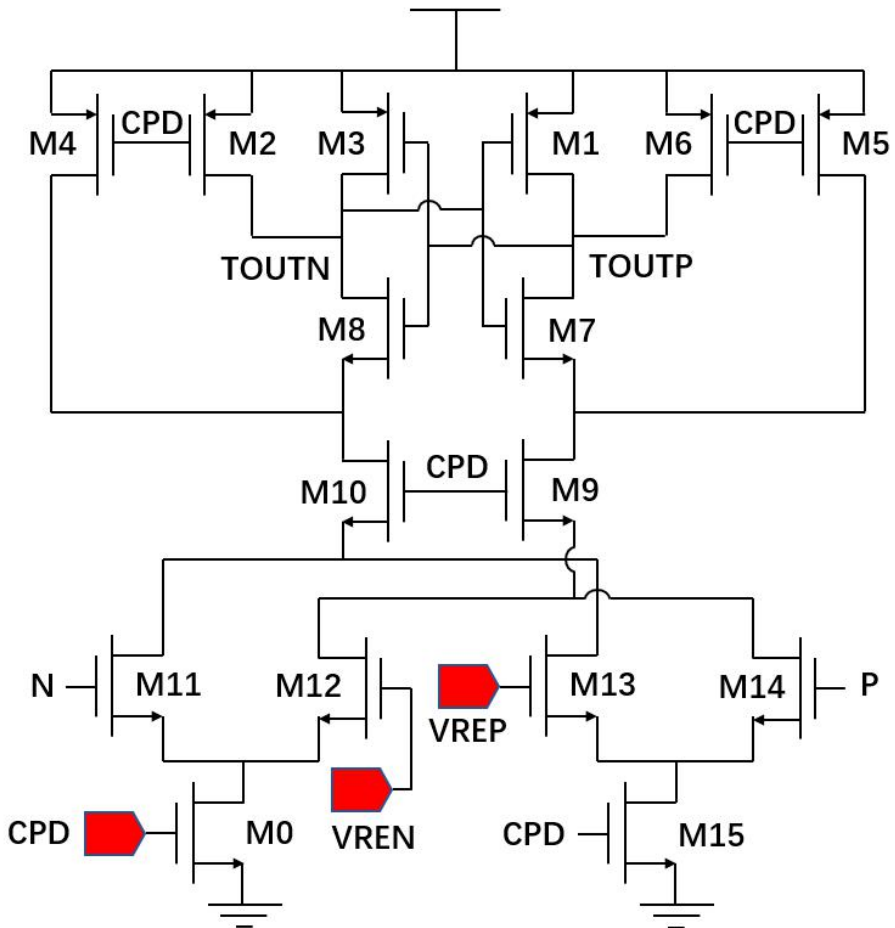 M4
CPD
M2
M3
M1
M6
CPD
M5
TOUTN
TOUTP
M8
M7
M10
CPD
M9
N
M11
M12
M13
M14
P
VREP
CPD
M0
VREN
CPD
M15